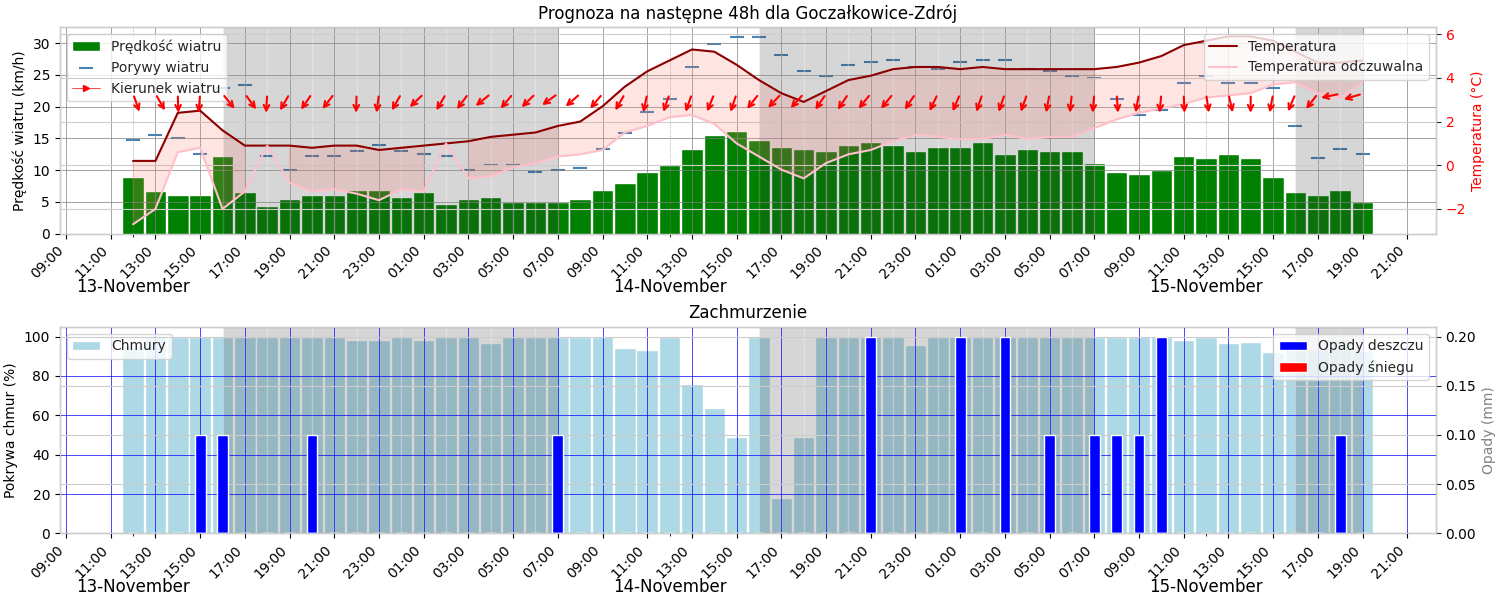 Prognoza na następne 48h dla Goczałkowice-Zdrój
Prędkość wiatru
Porywy wiatru
Kierunek wiatru
Temperatura
Temperatura odczuwalna
Prędkość wiatru (km/h)
30
25
20
15
10
5
0
6
4
2
0
−2
Temperatura (°C)
09:00 11:00 13:00 15:00 17:00 19:00 21:00 23:00 01:00 03:00 05:00 07:00 09:00 11:00 13:00 15:00 17:00 19:00 21:00 23:00 01:00 03:00 05:00 07:00 09:00 11:00 13:00 15:00 17:00 19:00 21:00
13-November 14-November 15-November
Zachmurzenie
Chmury
Opady deszczu
Opady śniegu
Pokrywa chmur (%)
100
80
60
40
20
0
0.20
0.15
0.10
0.05
0.00
Opady (mm)
09:00 11:00 13:00 15:00 17:00 19:00 21:00 23:00 01:00 03:00 05:00 07:00 09:00 11:00 13:00 15:00 17:00 19:00 21:00 23:00 01:00 03:00 05:00 07:00 09:00 11:00 13:00 15:00 17:00 19:00 21:00
13-November 14-November 15-November